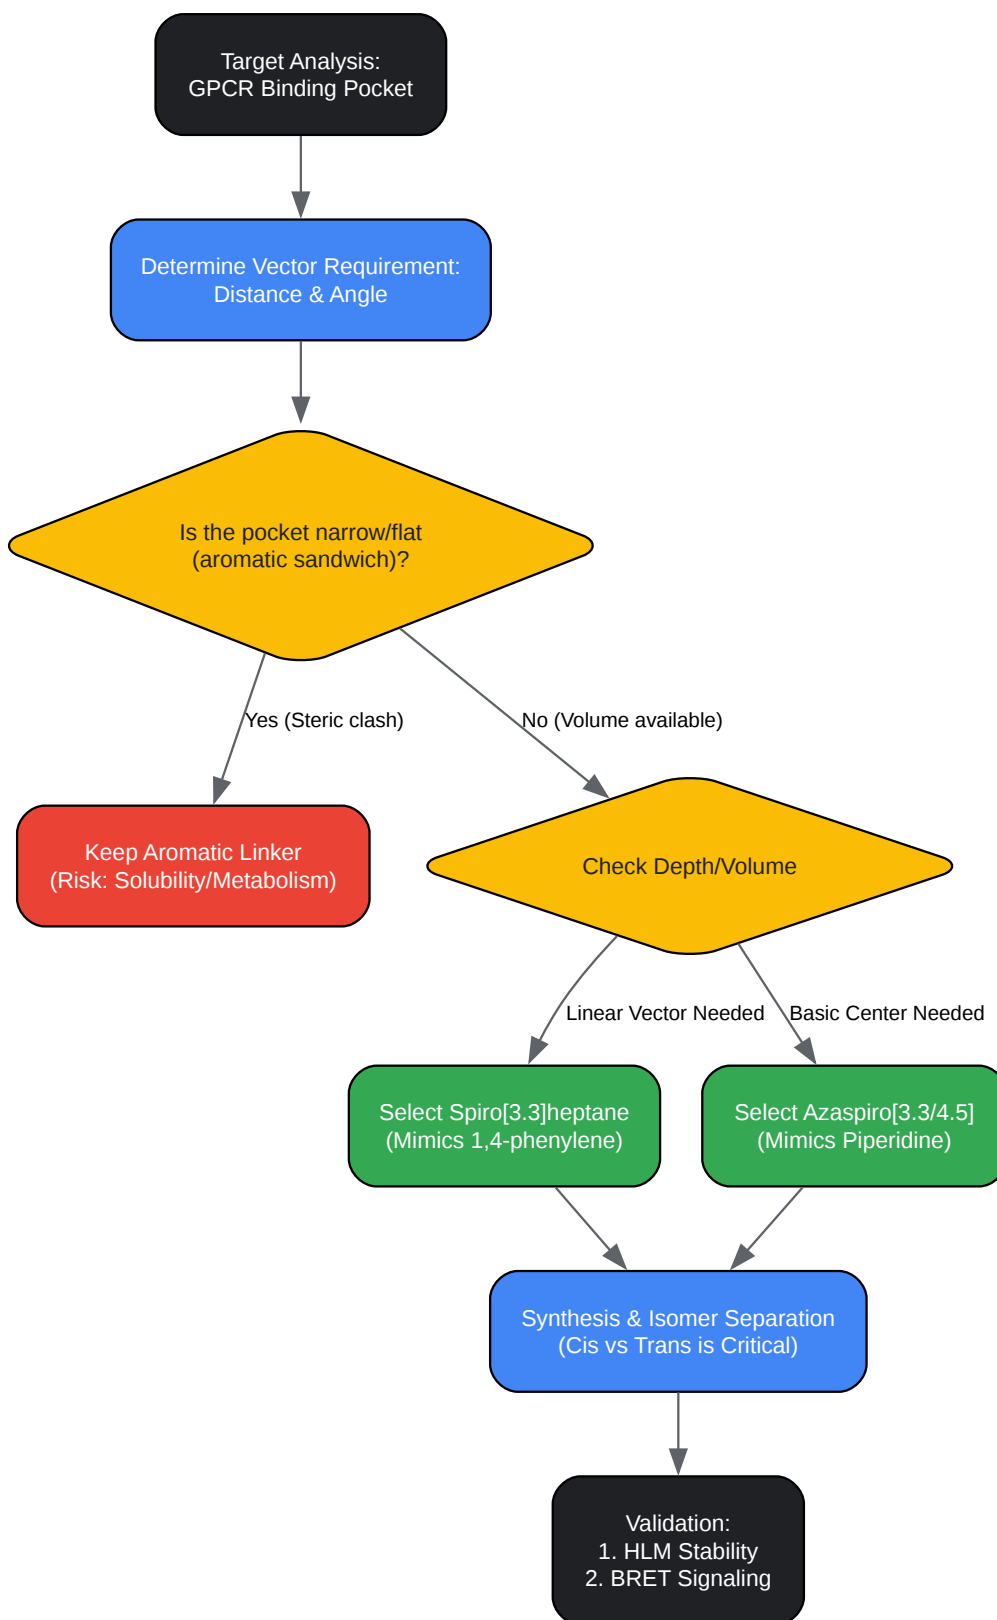 Target Analysis:
GPCR Binding Pocket
Determine Vector Requirement:
Distance & Angle
Is the pocket narrow/flat
(aromatic sandwich)?
Yes (Steric clash)
No (Volume available)
Keep Aromatic Linker
(Risk: Solubility/Metabolism)
Check Depth/Volume
Linear Vector Needed
Basic Center Needed
Select Spiro[3.3]heptane
(Mimics 1,4-phenylene)
Select Azaspiro[3.3/4.5]
(Mimics Piperidine)
Synthesis & Isomer Separation
(Cis vs Trans is Critical)
Validation:
1. HLM Stability
2. BRET Signaling